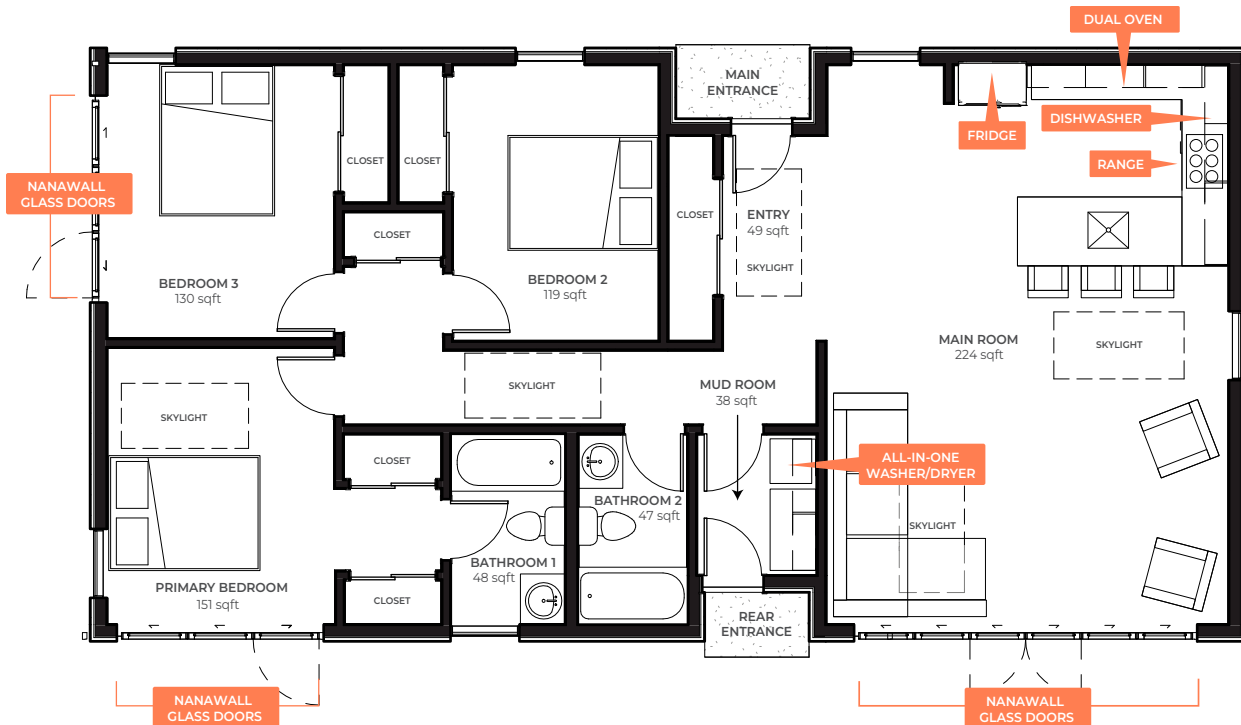 DUAL OVEN
MAIN
ENTRANCE
DISHWASHER
FRIDGE
RANGE
CLOSET
CLOSET
NANAWALL
GLASS DOORS
CLOSET
ENTRY
49 sqft
CLOSET
SKYLIGHT
BEDROOM 3
130 sqft
BEDROOM 2
119 sqft
MAIN ROOM
224 sqft
SKYLIGHT
SKYLIGHT
MUD ROOM
38 sqft
SKYLIGHT
CLOSET
ALL-IN-ONE
WASHER/DRYER
BATHROOM 2
47 sqft
SKYLIGHT
BATHROOM 1
48 sqft
PRIMARY BEDROOM
151 sqft
CLOSET
REAR
ENTRANCE
NANAWALL
GLASS DOORS
NANAWALL
GLASS DOORS